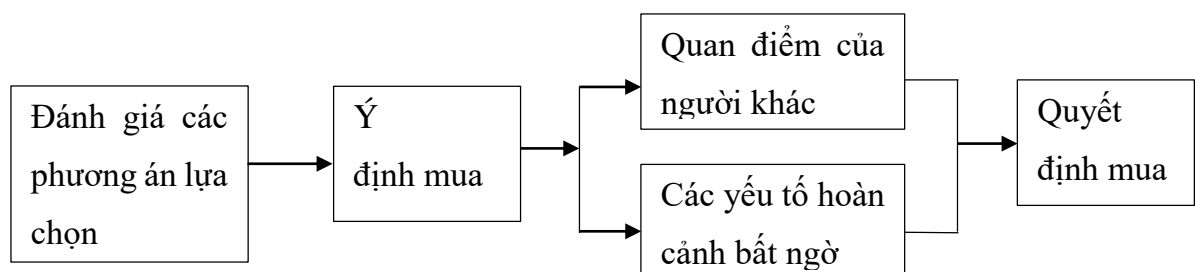 Đánh giá các
phương án lựa
chọn
Ý
định mua
Quan điểm của
người khác
Các yếu tố hoàn
cảnh bất ngờ
Quyết
định mua